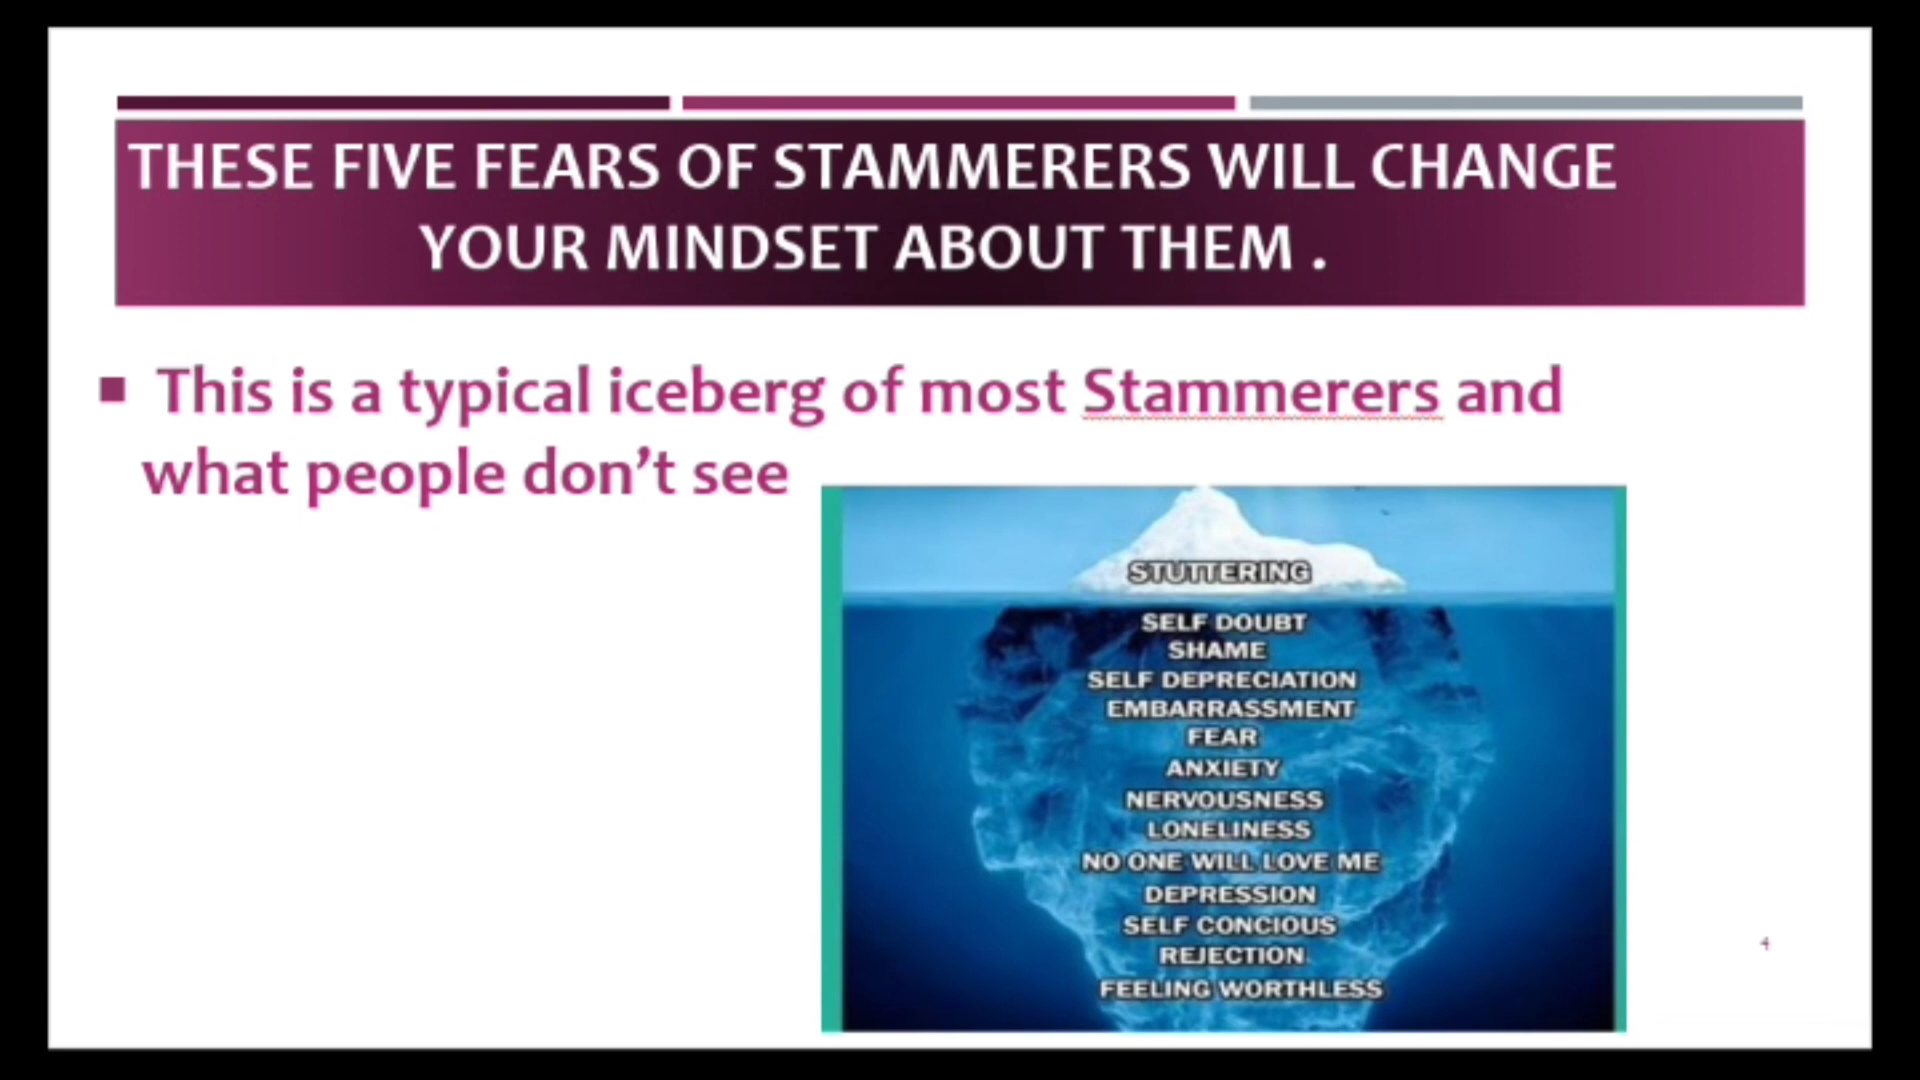 THESE FIVE FEARS OF STAMMERERS WILL CHANGE
YOUR MINDSET ABOUT THEM .
This is a typical iceberg of most Stammerers and
what people don’t see
STUTTERING
SELF DOUBT
SHAME
SELF DEPRECIATION
EMBARRASSMENT
FEAR
ANXIETY
NERVOUSNESS
LONELINESS
NO ONE WILL LOVE ME
DEPRESSION
SELF CONCIOUS
REJECTION
FEELING WORTHLESS
4